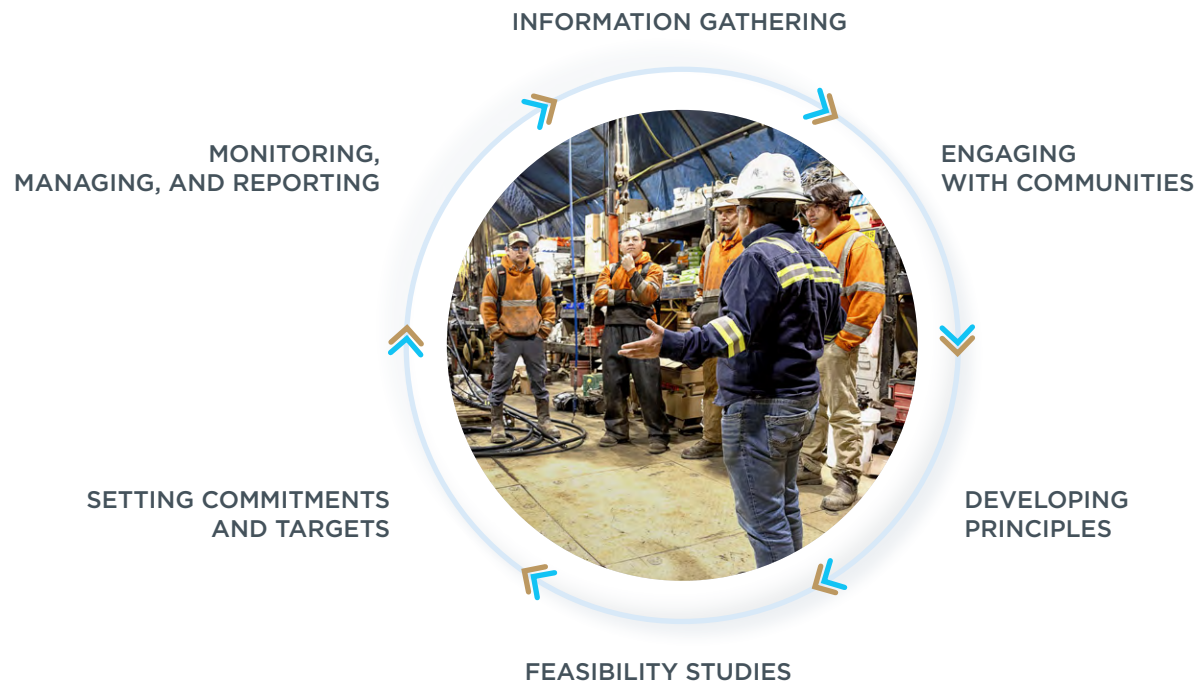 INFORMATION GATHERING
ENGAGING
WITH COMMUNITIES
DEVELOPING
PRINCIPLES
FEASIBILITY STUDIES
SETTING COMMITMENTS
AND TARGETS
MONITORING,
MANAGING, AND REPORTING